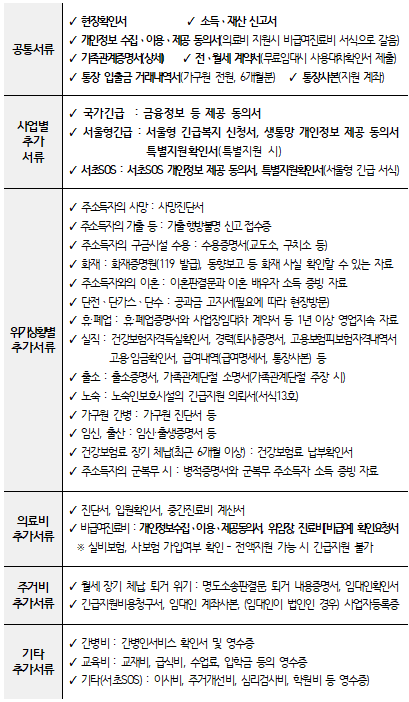 공통서류
✓ 현장확인서 ✓ 소득·재산 신고서
✓ 개인정보 수집·이용·제공 동의서(의료비 지원시 비급여진료비 서식으로 갈음)
✓ 가족관계증명서(상세) ✓ 전·월세 계약서(무료임대시 사용대차확인서 제출)
✓ 통장 입출금 거래내역서(가구원 전원, 6개월분) ✓ 통장사본(지원 계좌)
사업별
추가
서류
✓ 국가긴급 : 금융정보 등 제공 동의서
✓ 서울형긴급 : 서울형 긴급복지 신청서, 생통망 개인정보 제공 동의서
특별지원확인서(특별지원 시)
✓ 서초SOS : 서초SOS 개인정보 제공 동의서, 특별지원확인서(서울형 긴급 서식)
위기상황별
추가서류
✓ 주소득자의 사망 : 사망진단서
✓ 주소득자의 가출 등 : 가출행방불명 신고 접수증
✓ 주소득자의 구금시설 수용 : 수용증명서(교도소, 구치소 등)
✓ 화재 : 화재증명원(119 발급), 동향보고 등 화재 사실 확인할 수 있는 자료
✓ 주소득자와의 이혼 : 이혼판결문과 이혼 배우자 소득 증빙 자료
✓ 단전·단가스·단수 : 공과금 고지서(필요에 따라 현장방문)
✓ 휴·폐업 : 휴·폐업증명서와 사업장임대차 계약서 등 1년 이상 영업지속 자료
✓ 실직 : 건강보험자격득실확인서, 경력(퇴사)증명서, 고용보험피보험자격내역서
고용·임금확인서, 급여내역(급여명세서, 통장사본) 등
✓ 출소 : 출소증명서, 가족관계단절 소명서(가족관계단절 주장 시)
✓ 노숙 : 노숙인보호시설의 긴급지원 의뢰서(서식13호)
✓ 가구원 간병 : 가구원 진단서 등
✓ 임신, 출산 : 임신·출생증명서 등
✓ 건강보험료 장기 체납(최근 6개월 이상) : 건강보험료 납부확인서
✓ 주소득자의 군복무 시 : 병적증명서와 군복무 주소득자 소득 증빙 자료
의료비
추가서류
✓ 진단서, 입원확인서, 중간진료비 계산서
✓ 비급여진료비 : 개인정보수집·이용·제공동의서, 위임장, 진료비[비급여] 확인요청서
※ 실비보험, 사보험 가입여부 확인 – 전액지원 가능 시 긴급지원 불가
주거비
추가서류
✓ 월세 장기 체납 퇴거 위기 : 명도소송판결문, 퇴거 내용증명서, 임대인확인서
✓ 긴급지원비용청구서, 임대인 계좌사본, (임대인이 법인인 경우) 사업자등록증
기타
추가서류
✓ 간병비 : 간병인서비스 확인서 및 영수증
✓ 교육비 : 교재비, 급식비, 수업료, 입학금 등의 영수증
✓ 기타(서초SOS) : 이사비, 주거개선비, 심리검사비, 학원비 등 영수증)